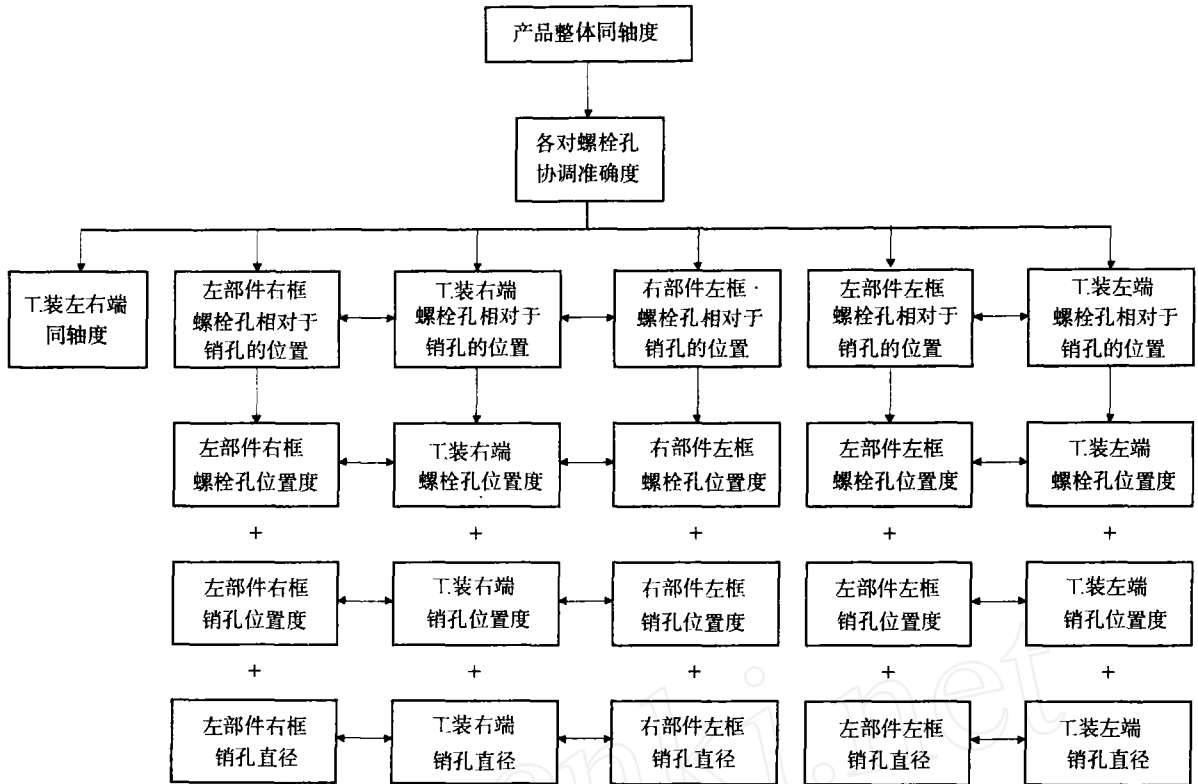 产品整体同轴度
各对螺栓孔
协调准确度
工装左右端
同轴度
左部件右框
螺栓孔相对于
销孔的位置
工装右端
螺栓孔相对于
销孔的位置
右部件左框
螺栓孔相对于
销孔的位置
左部件左框
螺栓孔相对于
销孔的位置
工装左端
螺栓孔相对于
销孔的位置
左部件右框
螺栓孔位置度
工装右端
螺栓孔位置度
右部件左框
螺栓孔位置度
左部件左框
螺栓孔位置度
工装左端
螺栓孔位置度
+ + + + +
左部件右框
销孔位置度
工装右端
销孔位置度
右部件左框
销孔位置度
左部件左框
销孔位置度
工装左端
销孔位置度
+ + + + +
左部件右框
销孔直径
工装右端
销孔直径
右部件左框
销孔直径
左部件左框
销孔直径
工装左端
销孔直径